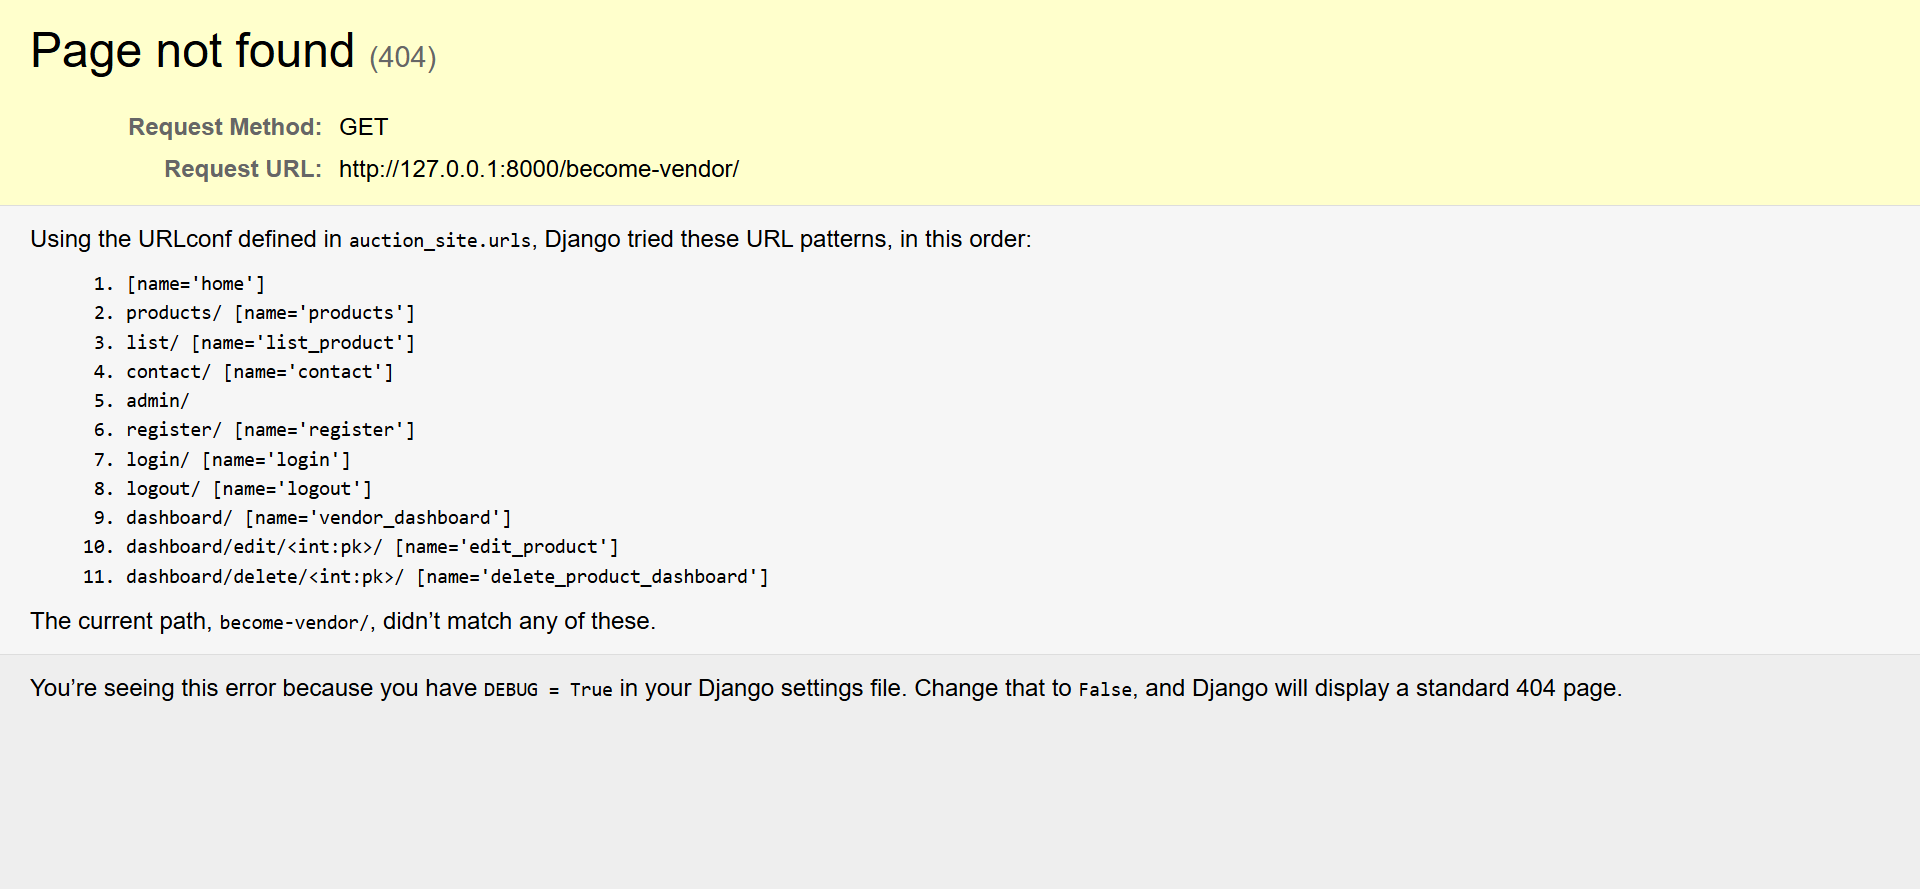 Page not found (404)
Request Method: GET
Request URL: http://127.0.0.1:8000/become-vendor/
Using the URLconf defined in auction_site.urls, Django tried these URL patterns, in this order:
1. [name='home']
2. products/ [name='products']
3. list/ [name='list_product']
4. contact/ [name='contact']
5. admin/
6. register/ [name='register']
7. login/ [name='login']
8. logout/ [name='logout']
9. dashboard/ [name='vendor_dashboard']
10. dashboard/edit/<int:pk>/ [name='edit_product']
11. dashboard/delete/<int:pk>/ [name='delete_product_dashboard']
The current path, become-vendor/, didn’t match any of these.
You’re seeing this error because you have DEBUG = True in your Django settings file. Change that to False, and Django will display a standard 404 page.